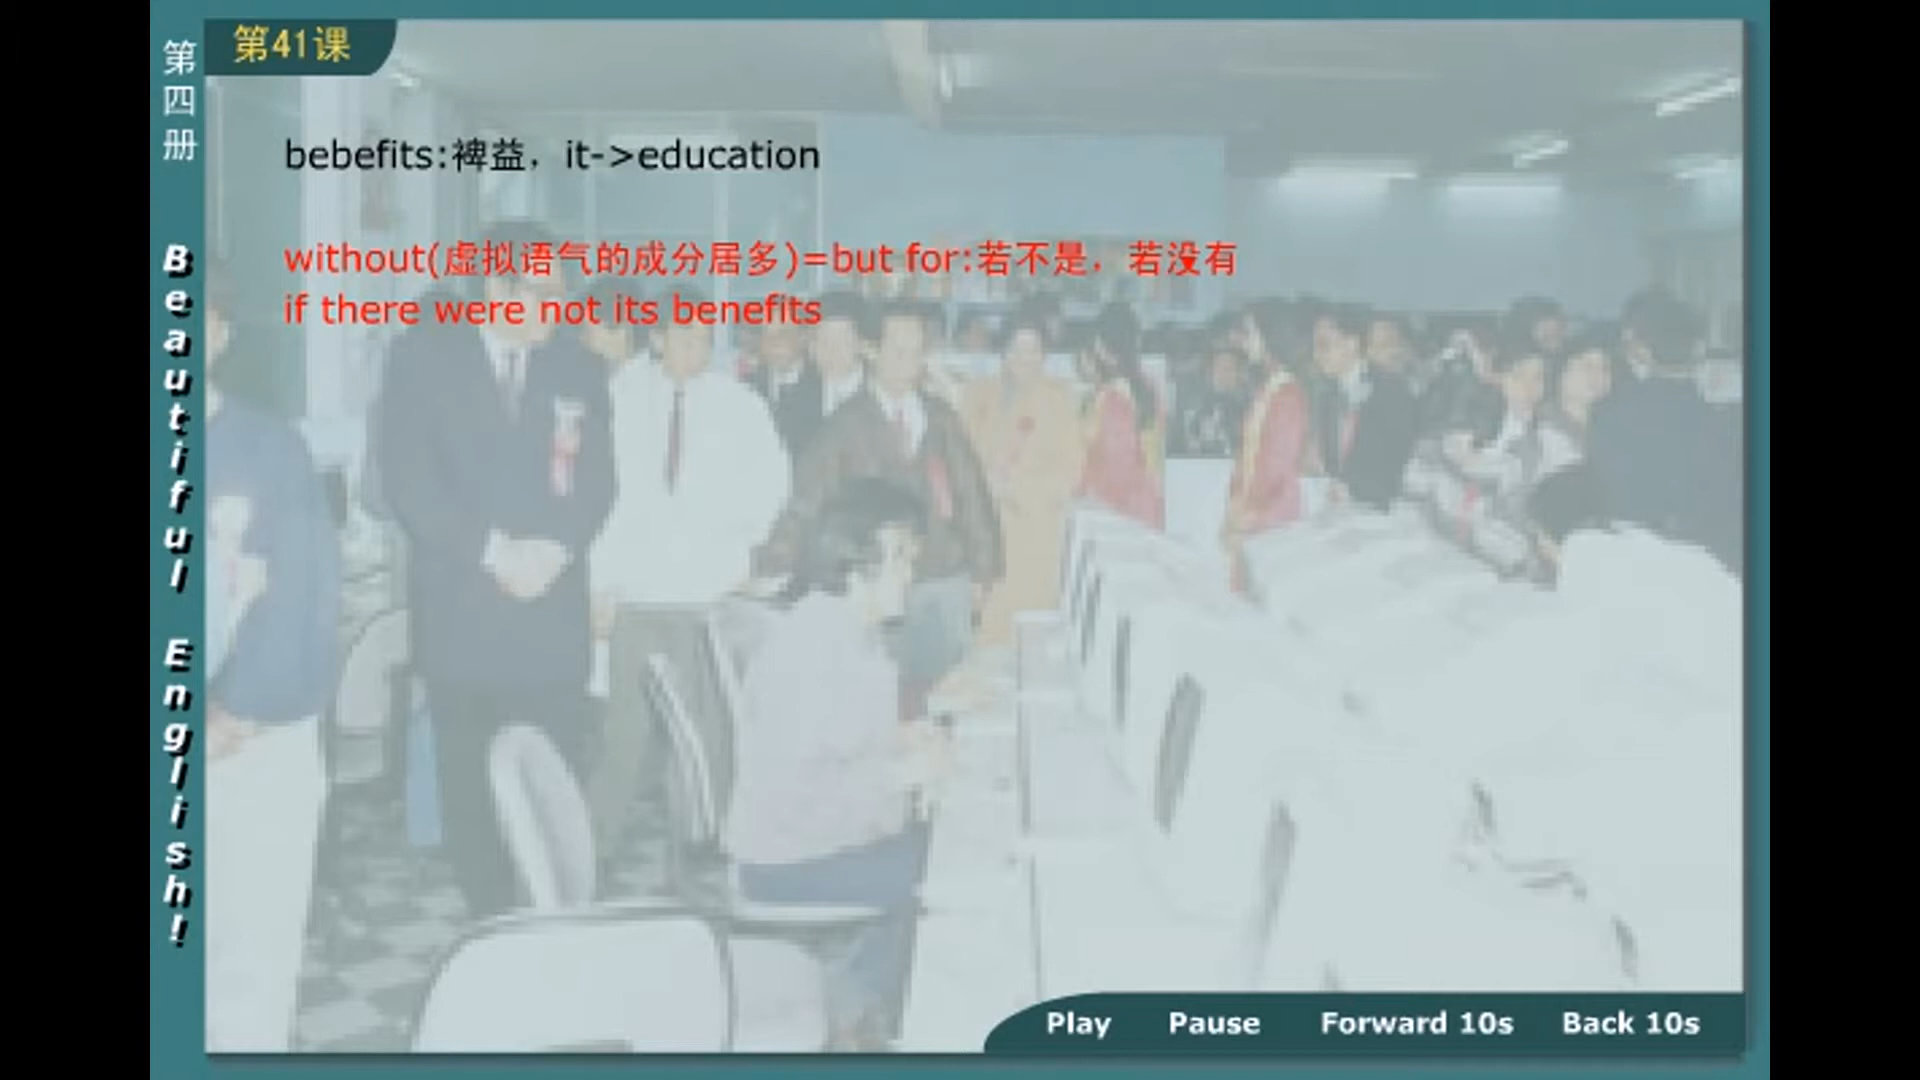 第四册
Beautiful English!
第41课
bebefits:裨益，it->education
without(虚拟语气的成分居多)=but for:若不是，若没有
if there were not its benefits
Play Pause Forward 10s Back 10s